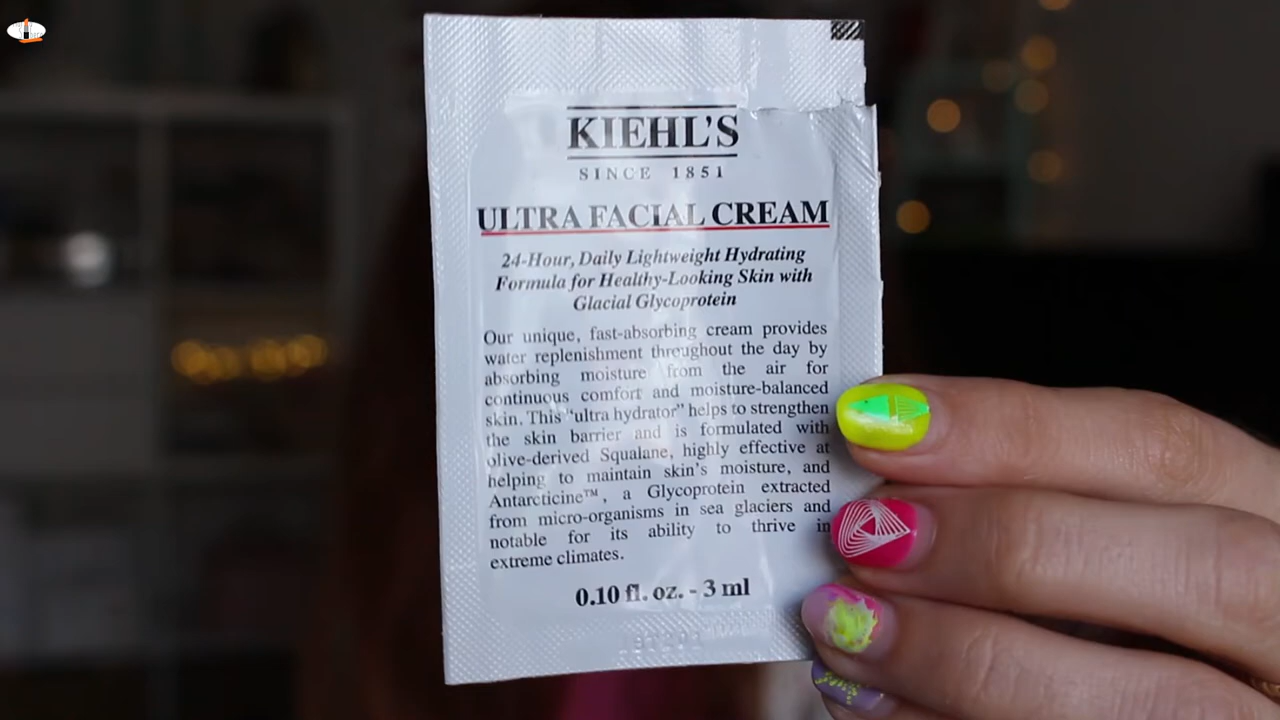 KIEHL'S
SINCE 1851
ULTRA FACIAL CREAM
24-Hour, Daily Lightweight Hydrating
Formula for Healthy-Looking Skin with
Glacial Glycoprotein
Our unique, fast-absorbing cream provides
water replenishment throughout the day by
absorbing moisture from the air for
continuous comfort and moisture-balanced
skin. This "ultra hydrator" helps to strengthen
the skin barrier and is formulated with
olive-derived Squalane, highly effective at
helping to maintain skin's moisture, and
Antarcticine™, a Glycoprotein extracted
from micro-organisms in sea glaciers and
notable for its ability to thrive in
extreme climates.
0.10 fl. oz. - 3 ml